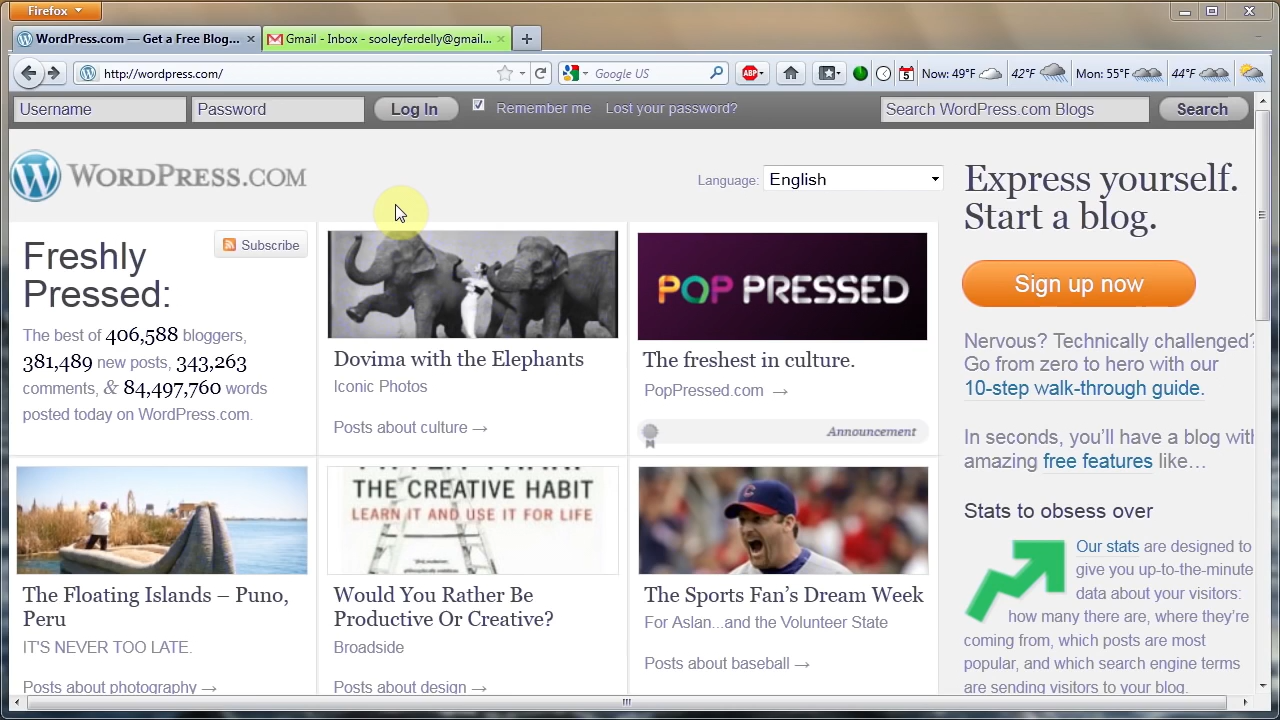 Firefox
WordPress.com — Get a Free Blog...
Gmail - Inbox - sooleyferdelly@gmail...
http://wordpress.com/
Google US
ABP
5
Now: 49°F
42°F
Mon: 55°F
44°F
Username
Password
Log In
Remember me
Lost your password?
Search WordPress.com Blogs
Search
WORDPRESS.COM
Language:
English
Express yourself.
Start a blog.
Sign up now
Nervous? Technically challenged?
Go from zero to hero with our
10-step walk-through guide.
In seconds, you'll have a blog with
amazing free features like…
Stats to obsess over
Our stats are designed to
give you up-to-the-minute
data about your visitors:
how many there are, where they're
coming from, which posts are most
popular, and which search engine terms
are sending visitors to your blog.
Freshly
Pressed:
Subscribe
The best of 406,588 bloggers,
381,489 new posts, 343,263
comments, & 84,497,760 words
posted today on WordPress.com.
Dovima with the Elephants
Iconic Photos
Posts about culture →
POP PRESSED
The freshest in culture.
PopPressed.com →
Announcement
The Floating Islands – Puno,
Peru
IT'S NEVER TOO LATE.
Posts about photography →
THE CREATIVE HABIT
LEARN IT AND USE IT FOR LIFE
Would You Rather Be
Productive Or Creative?
Broadside
Posts about design →
The Sports Fan's Dream Week
For Aslan...and the Volunteer State
Posts about baseball →